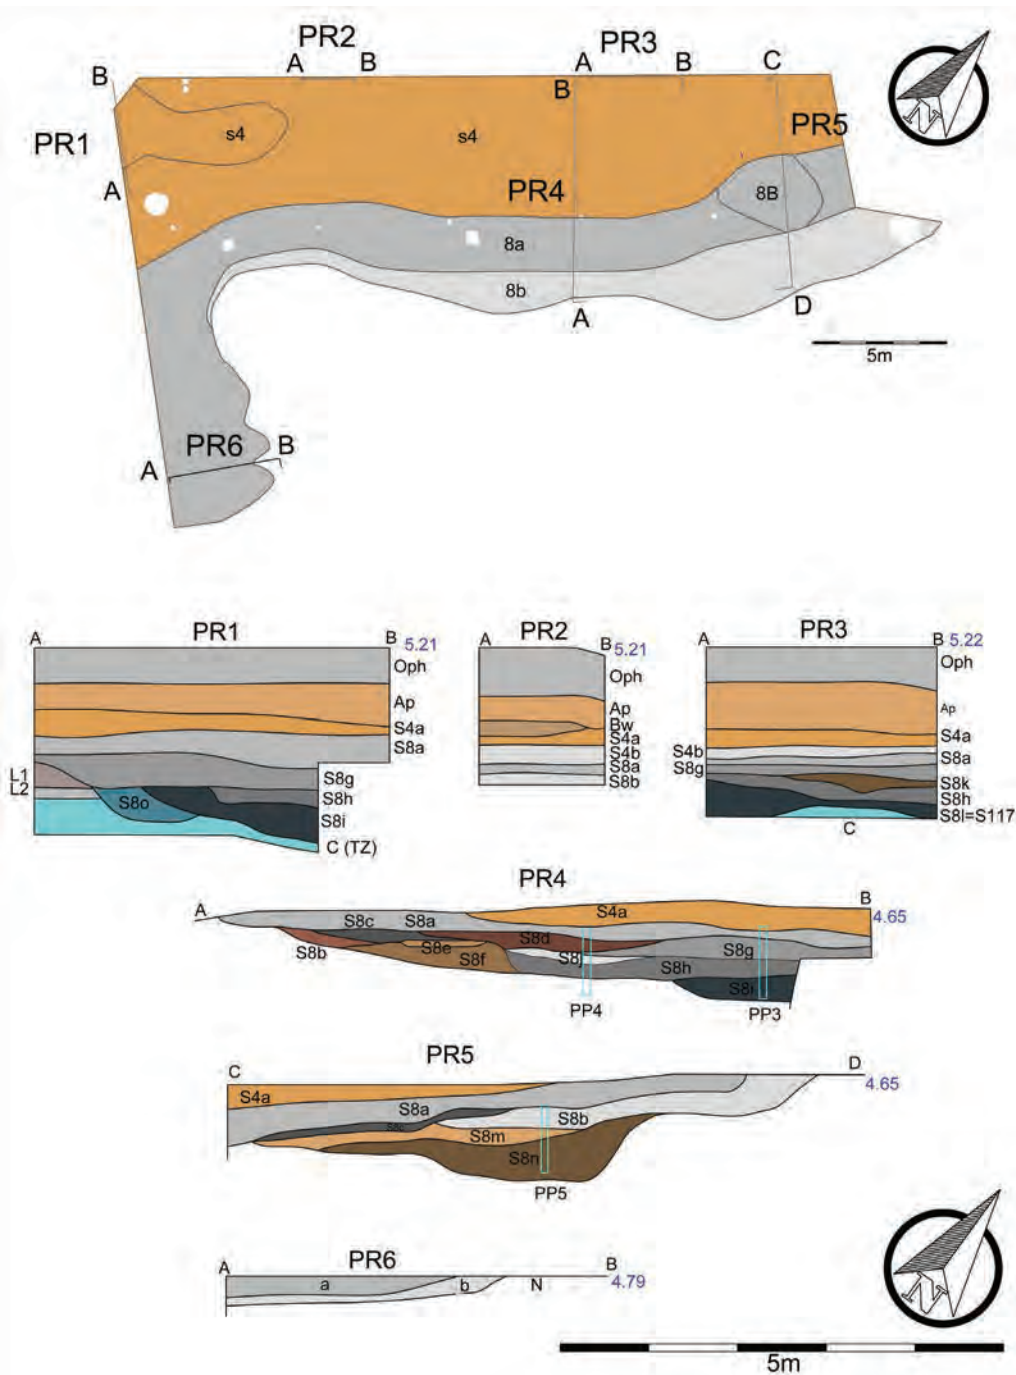 PR2
PR3
A B A B C
B
B
PR1
s4
s4
PR5
N
A
PR4
8B
8a
8b
A
D
5m
PR6
A B
PR1
A B 5.21
Oph
Ap
S4a
S8a
L1
L2
S8g
S8o
S8h
S8i
C (TZ)
PR2
A B 5.21
Oph
Ap
Bw
S4a
S4b
S8a
S8b
PR3
A B 5.22
Oph
Ap
S4a
S4b
S8a
S8g
S8k
S8h
S8l=S117
C
PR4
A B
4.65
S4a
S8c S8a
S8d
S8e
S8b
S8f
S8j
S8g
S8h
S8i
PP4
PP3
PR5
C D
4.65
S4a
S8a
S8b
S8m
S8n
PP5
PR6
A B
4.79
a b N
N
5m